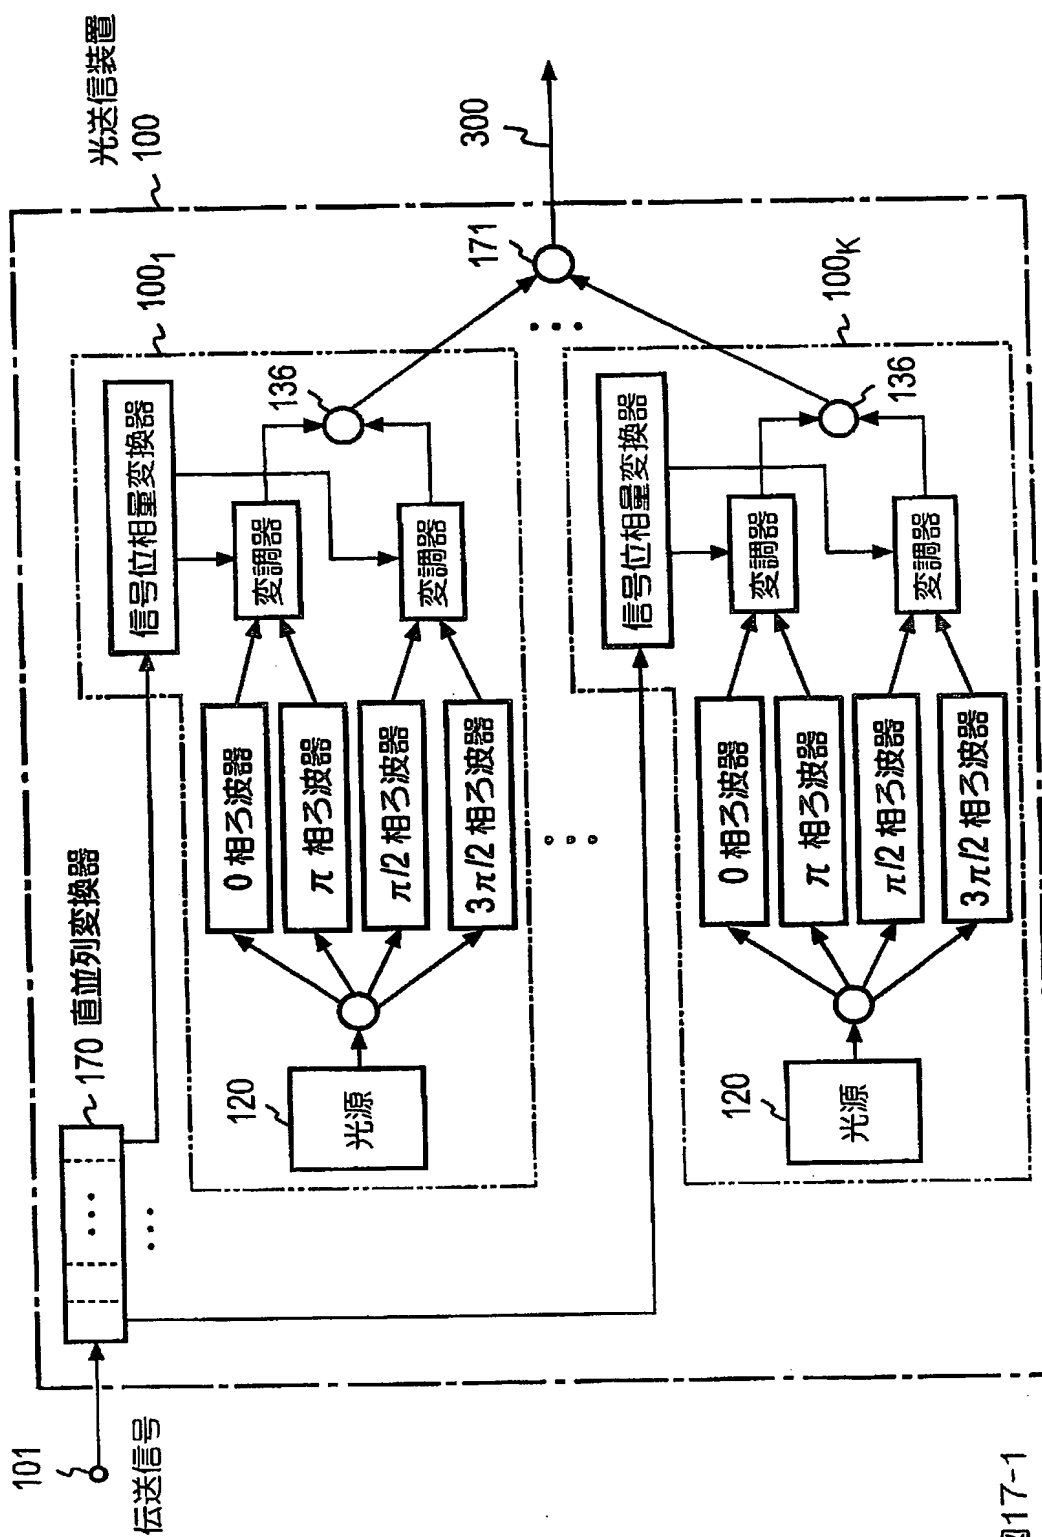 光送信装置
100
101
伝送信号
170 直並列変換器
100₁
信号位相量変換器
120
光源
0 相ろ波器
π 相ろ波器
π/2 相ろ波器
3π/2 相ろ波器
変調器
変調器
136
171
300
100K
信号位相量変換器
120
光源
0 相ろ波器
π 相ろ波器
π/2 相ろ波器
3π/2 相ろ波器
変調器
変調器
136
図17-1